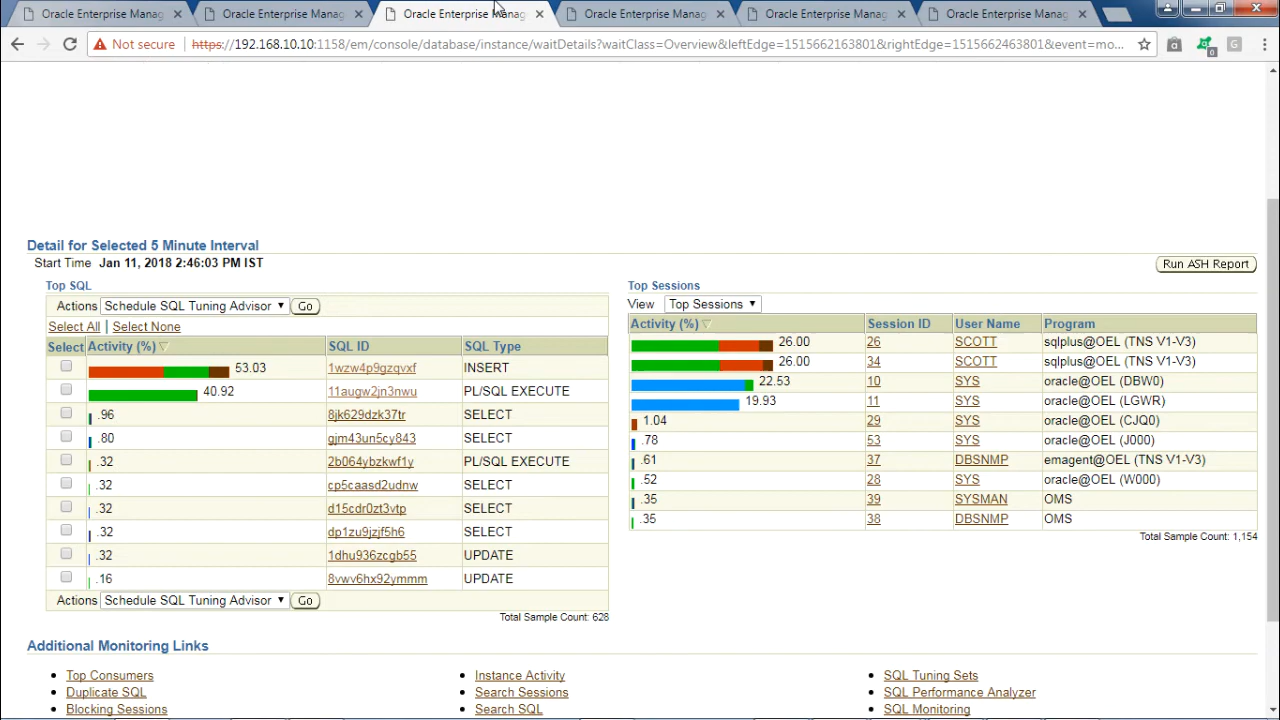 Oracle Enterprise Manag
Oracle Enterprise Manag
Oracle Enterprise Manag
Oracle Enterprise Manag
Oracle Enterprise Manag
Oracle Enterprise Manag
Not secure
https://192.168.10.10:1158/em/console/database/instance/waitDetails?waitClass=Overview&leftEdge=1515662163801&rightEdge=1515662463801&event=mo...
Detail for Selected 5 Minute Interval
Start Time Jan 11, 2018 2:46:03 PM IST
Run ASH Report
Top SQL
Actions Schedule SQL Tuning Advisor Go
Select All | Select None
Select Activity (%) SQL ID SQL Type
53.03 1wzw4p9gzqvxf INSERT
40.92 11augw2jn3nwu PL/SQL EXECUTE
.96 8jk629dzk37tr SELECT
.80 gjm43un5cy843 SELECT
.32 2b064ybzkwf1y PL/SQL EXECUTE
.32 cp5caasd2udnw SELECT
.32 d15cdr0zt3vtp SELECT
.32 dp1zu9jzjf5h6 SELECT
.32 1dhu936zcgb55 UPDATE
.16 8vwv6hx92ymmm UPDATE
Actions Schedule SQL Tuning Advisor Go
Total Sample Count: 628
Top Sessions
View Top Sessions
Activity (%) Session ID User Name Program
26.00 26 SCOTT sqlplus@OEL (TNS V1-V3)
26.00 34 SCOTT sqlplus@OEL (TNS V1-V3)
22.53 10 SYS oracle@OEL (DBW0)
19.93 11 SYS oracle@OEL (LGWR)
1.04 29 SYS oracle@OEL (CJQ0)
.78 53 SYS oracle@OEL (J000)
.61 37 DBSNMP emagent@OEL (TNS V1-V3)
.52 28 SYS oracle@OEL (W000)
.35 39 SYSMAN OMS
.35 38 DBSNMP OMS
Total Sample Count: 1,154
Additional Monitoring Links
Top Consumers
Duplicate SQL
Blocking Sessions
Instance Activity
Search Sessions
Search SQL
SQL Tuning Sets
SQL Performance Analyzer
SQL Monitoring